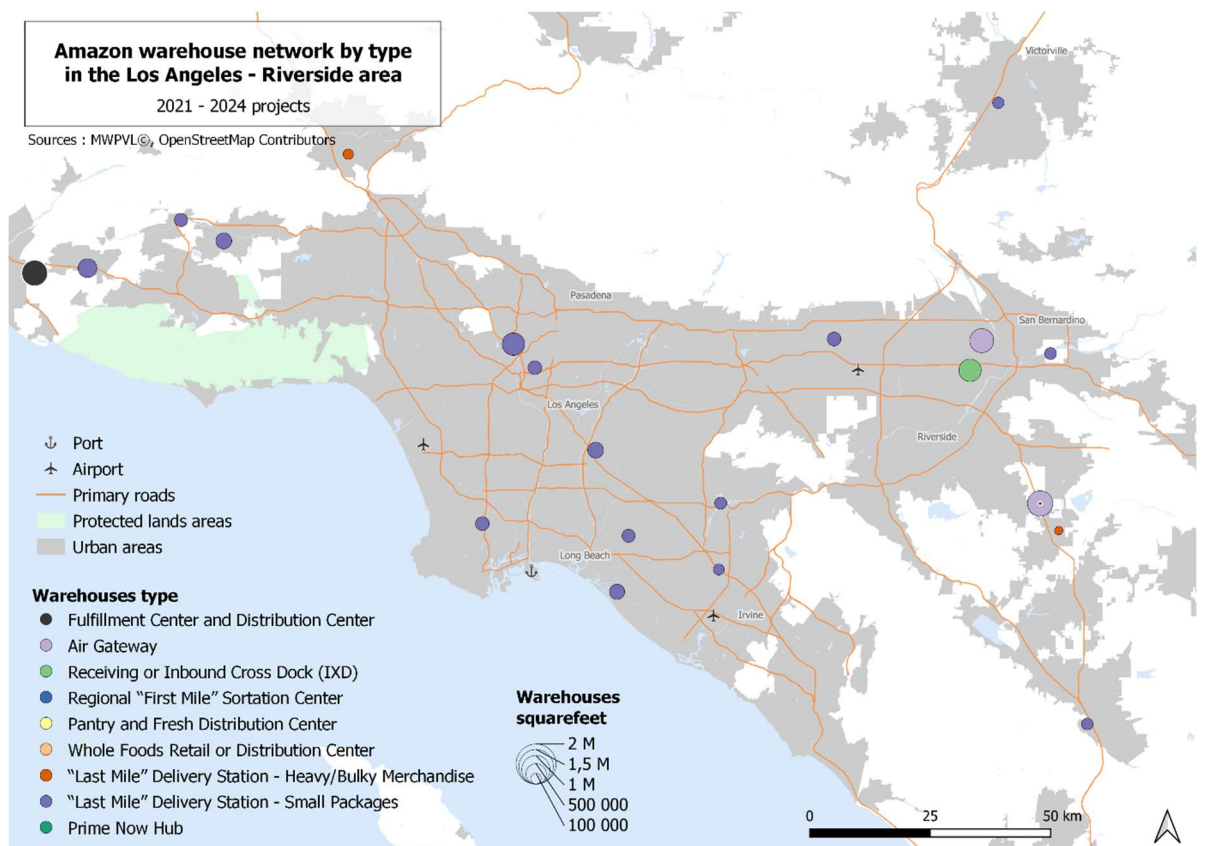 Amazon warehouse network by type
in the Los Angeles - Riverside area
2021 - 2024 projects
Sources : MWPVL©, OpenStreetMap Contributors
Victorville
Pasadena
San Bernardino
Los Angeles
Riverside
Long Beach
Irvine
Port
Airport
Primary roads
Protected lands areas
Urban areas
Warehouses type
Fulfillment Center and Distribution Center
Air Gateway
Receiving or Inbound Cross Dock (IXD)
Regional “First Mile” Sortation Center
Pantry and Fresh Distribution Center
Whole Foods Retail or Distribution Center
“Last Mile” Delivery Station - Heavy/Bulky Merchandise
“Last Mile” Delivery Station - Small Packages
Prime Now Hub
Warehouses
squarefeet
2 M
1,5 M
1 M
500 000
100 000
0 25 50 km